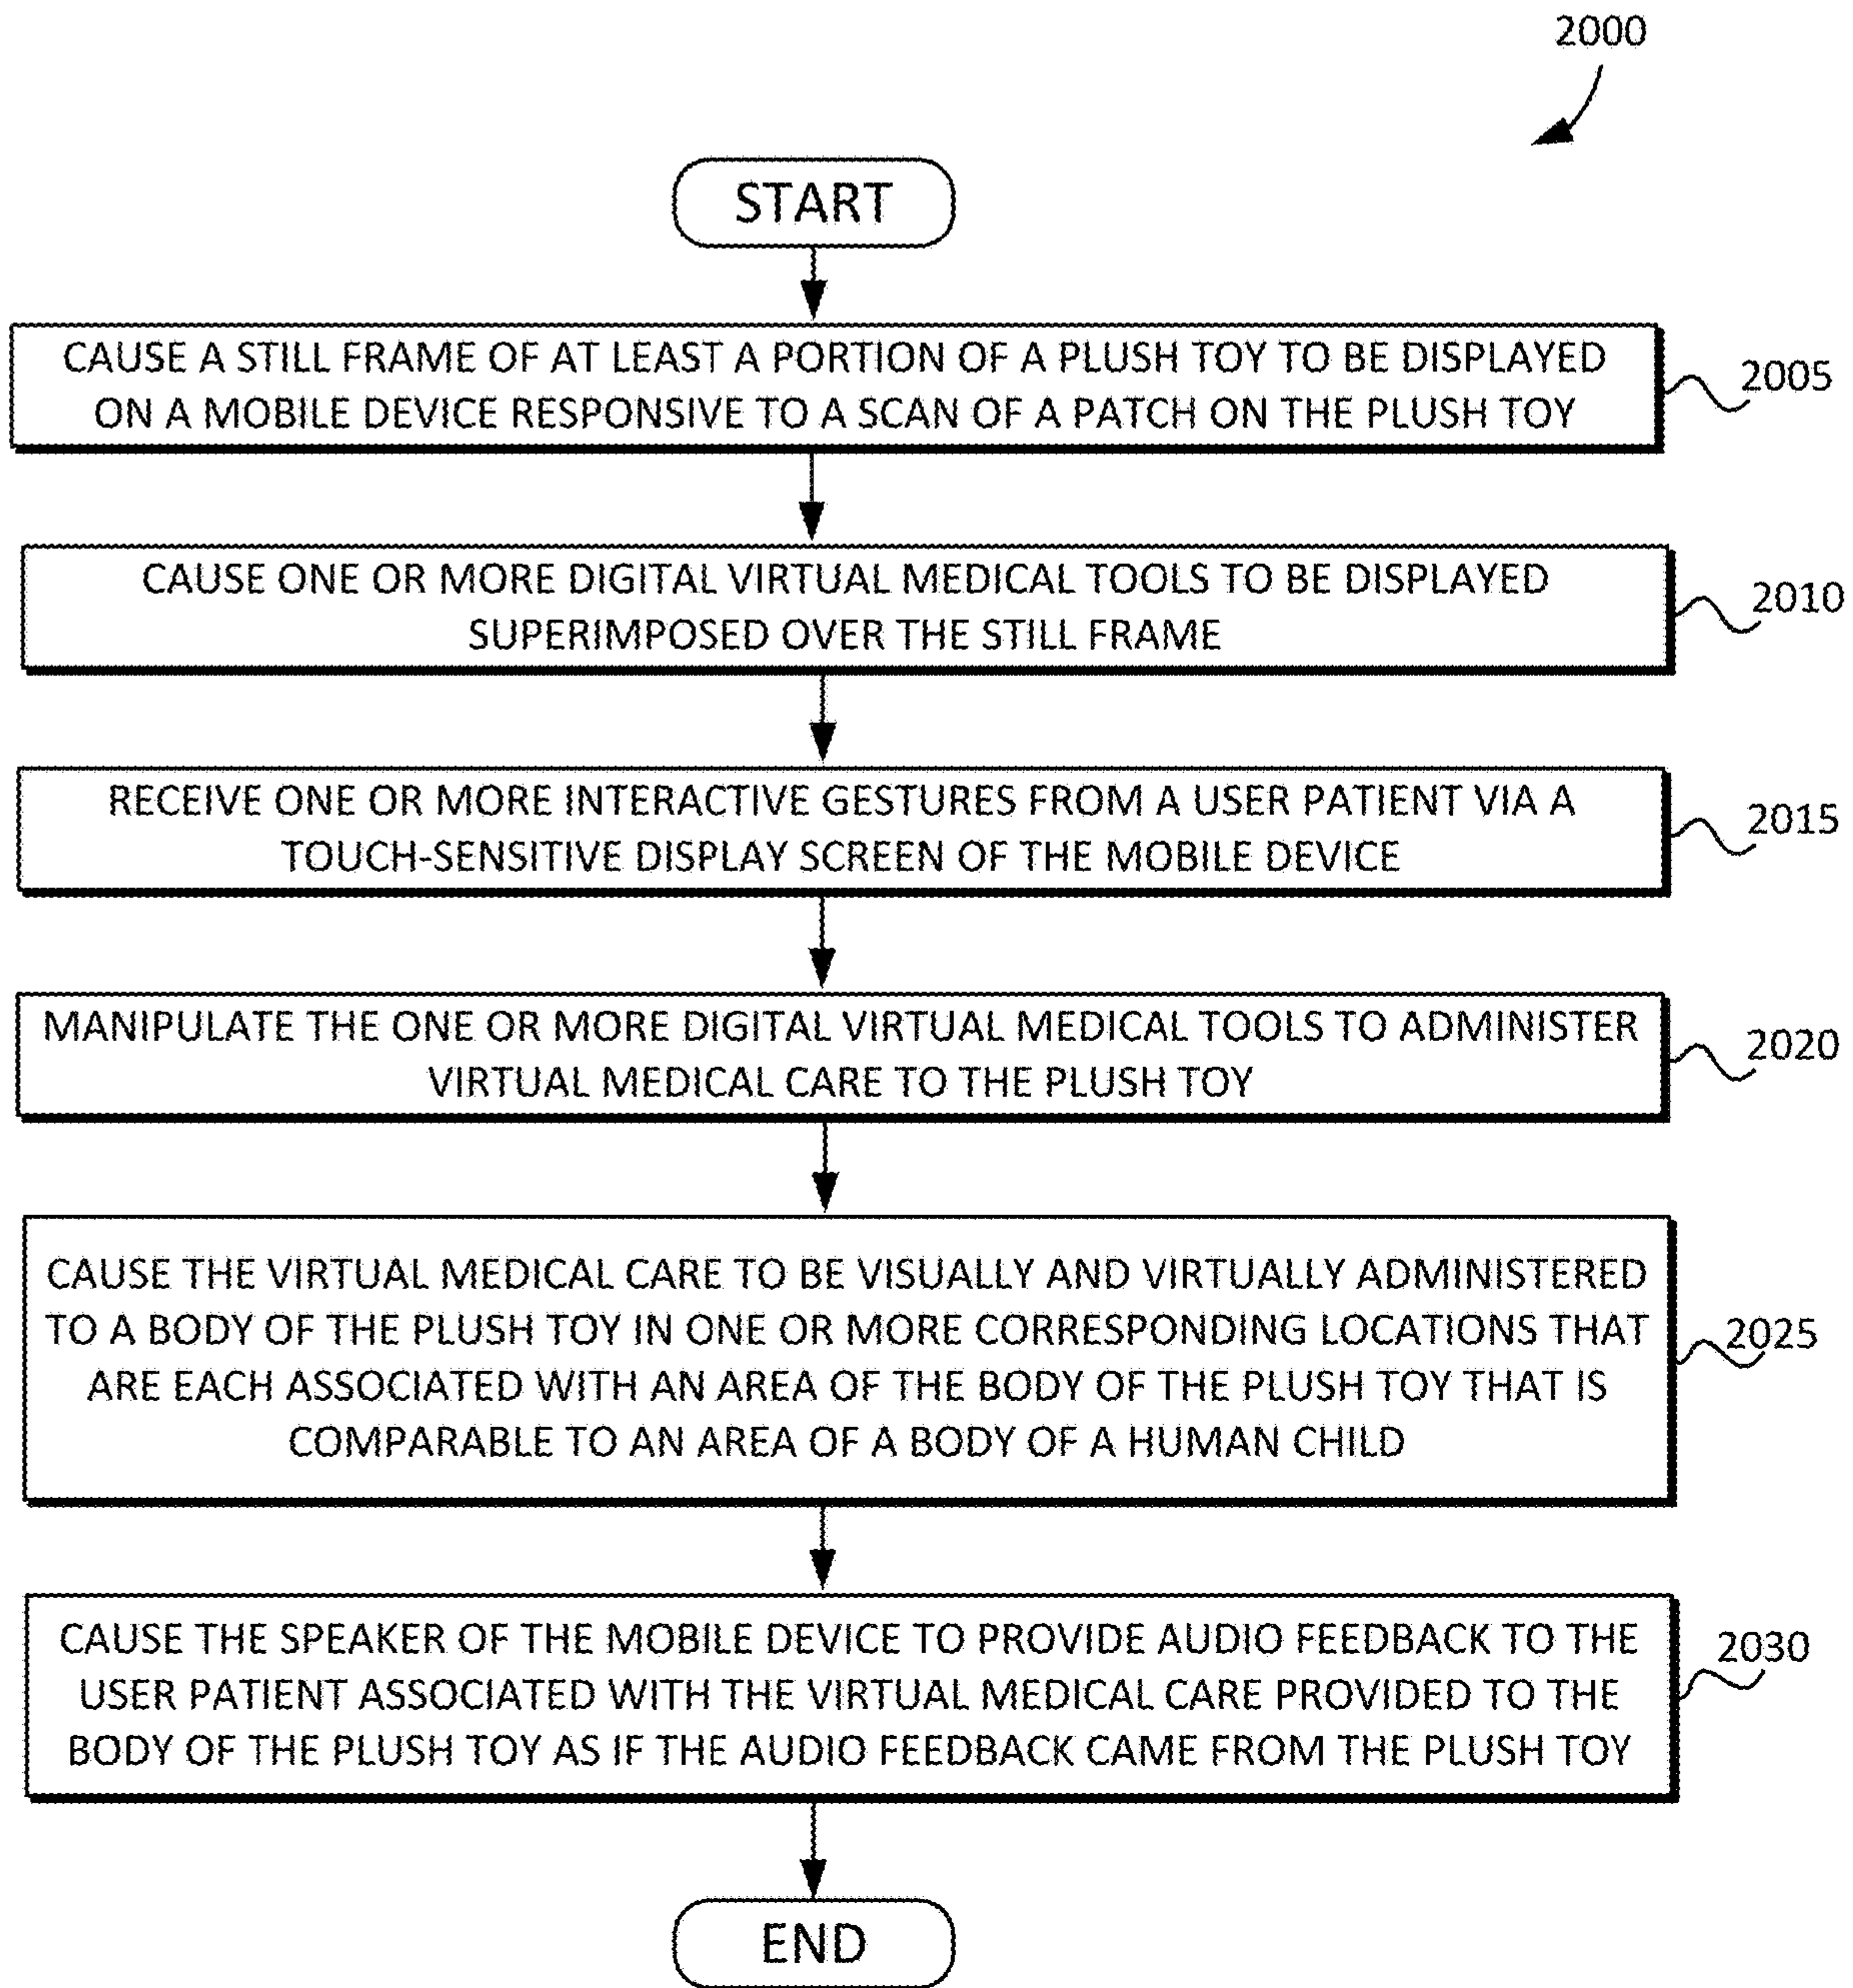 2000
START
CAUSE A STILL FRAME OF AT LEAST A PORTION OF A PLUSH TOY TO BE DISPLAYED
ON A MOBILE DEVICE RESPONSIVE TO A SCAN OF A PATCH ON THE PLUSH TOY
2005
CAUSE ONE OR MORE DIGITAL VIRTUAL MEDICAL TOOLS TO BE DISPLAYED
SUPERIMPOSED OVER THE STILL FRAME
2010
RECEIVE ONE OR MORE INTERACTIVE GESTURES FROM A USER PATIENT VIA A
TOUCH-SENSITIVE DISPLAY SCREEN OF THE MOBILE DEVICE
2015
MANIPULATE THE ONE OR MORE DIGITAL VIRTUAL MEDICAL TOOLS TO ADMINISTER
VIRTUAL MEDICAL CARE TO THE PLUSH TOY
2020
CAUSE THE VIRTUAL MEDICAL CARE TO BE VISUALLY AND VIRTUALLY ADMINISTERED
TO A BODY OF THE PLUSH TOY IN ONE OR MORE CORRESPONDING LOCATIONS THAT
ARE EACH ASSOCIATED WITH AN AREA OF THE BODY OF THE PLUSH TOY THAT IS
COMPARABLE TO AN AREA OF A BODY OF A HUMAN CHILD
2025
CAUSE THE SPEAKER OF THE MOBILE DEVICE TO PROVIDE AUDIO FEEDBACK TO THE
USER PATIENT ASSOCIATED WITH THE VIRTUAL MEDICAL CARE PROVIDED TO THE
BODY OF THE PLUSH TOY AS IF THE AUDIO FEEDBACK CAME FROM THE PLUSH TOY
2030
END